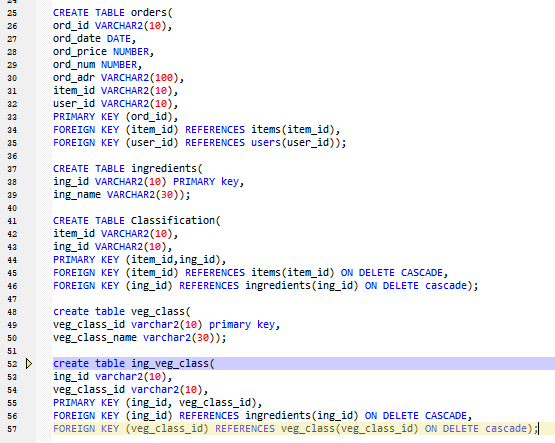 25 CREATE TABLE orders(
26 ord_id VARCHAR2(10),
27 ord_date DATE,
28 ord_price NUMBER,
29 ord_num NUMBER,
30 ord_adr VARCHAR2(100),
31 item_id VARCHAR2(10),
32 user_id VARCHAR2(10),
33 PRIMARY KEY (ord_id),
34 FOREIGN KEY (item_id) REFERENCES items(item_id),
35 FOREIGN KEY (user_id) REFERENCES users(user_id));
36
37 CREATE TABLE ingredients(
38 ing_id VARCHAR2(10) PRIMARY key,
39 ing_name VARCHAR2(30));
40
41 CREATE TABLE Classification(
42 item_id VARCHAR2(10),
43 ing_id VARCHAR2(10),
44 PRIMARY KEY (item_id,ing_id),
45 FOREIGN KEY (item_id) REFERENCES items(item_id) ON DELETE CASCADE,
46 FOREIGN KEY (ing_id) REFERENCES ingredients(ing_id) ON DELETE cascade);
47
48 create table veg_class(
49 veg_class_id varchar2(10) primary key,
50 veg_class_name varchar2(30));
51
52 create table ing_veg_class(
53 ing_id varchar2(10),
54 veg_class_id varchar2(10),
55 PRIMARY KEY (ing_id, veg_class_id),
56 FOREIGN KEY (ing_id) REFERENCES ingredients(ing_id) ON DELETE CASCADE,
57 FOREIGN KEY (veg_class_id) REFERENCES veg_class(veg_class_id) ON DELETE cascade);